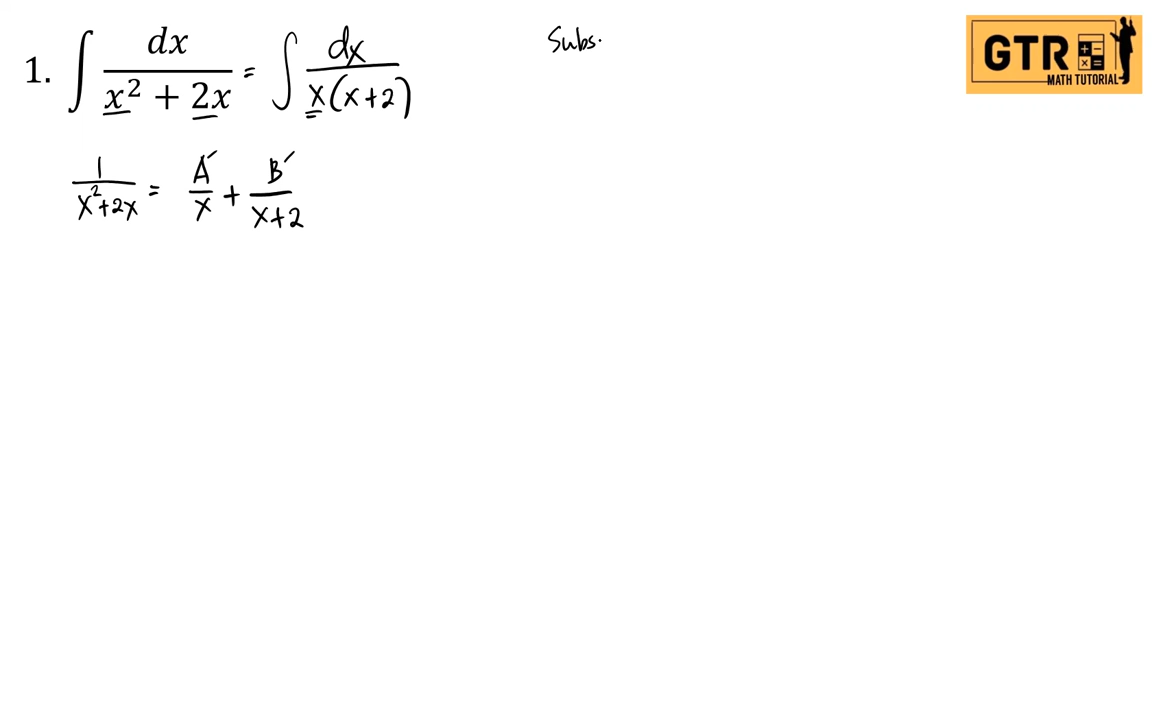 1. ∫ dx / (x² + 2x) = ∫ dx / (x(x+2))
Subs.
GTR
MATH TUTORIAL
1 / (x²+2x) = A / x + B / (x+2)